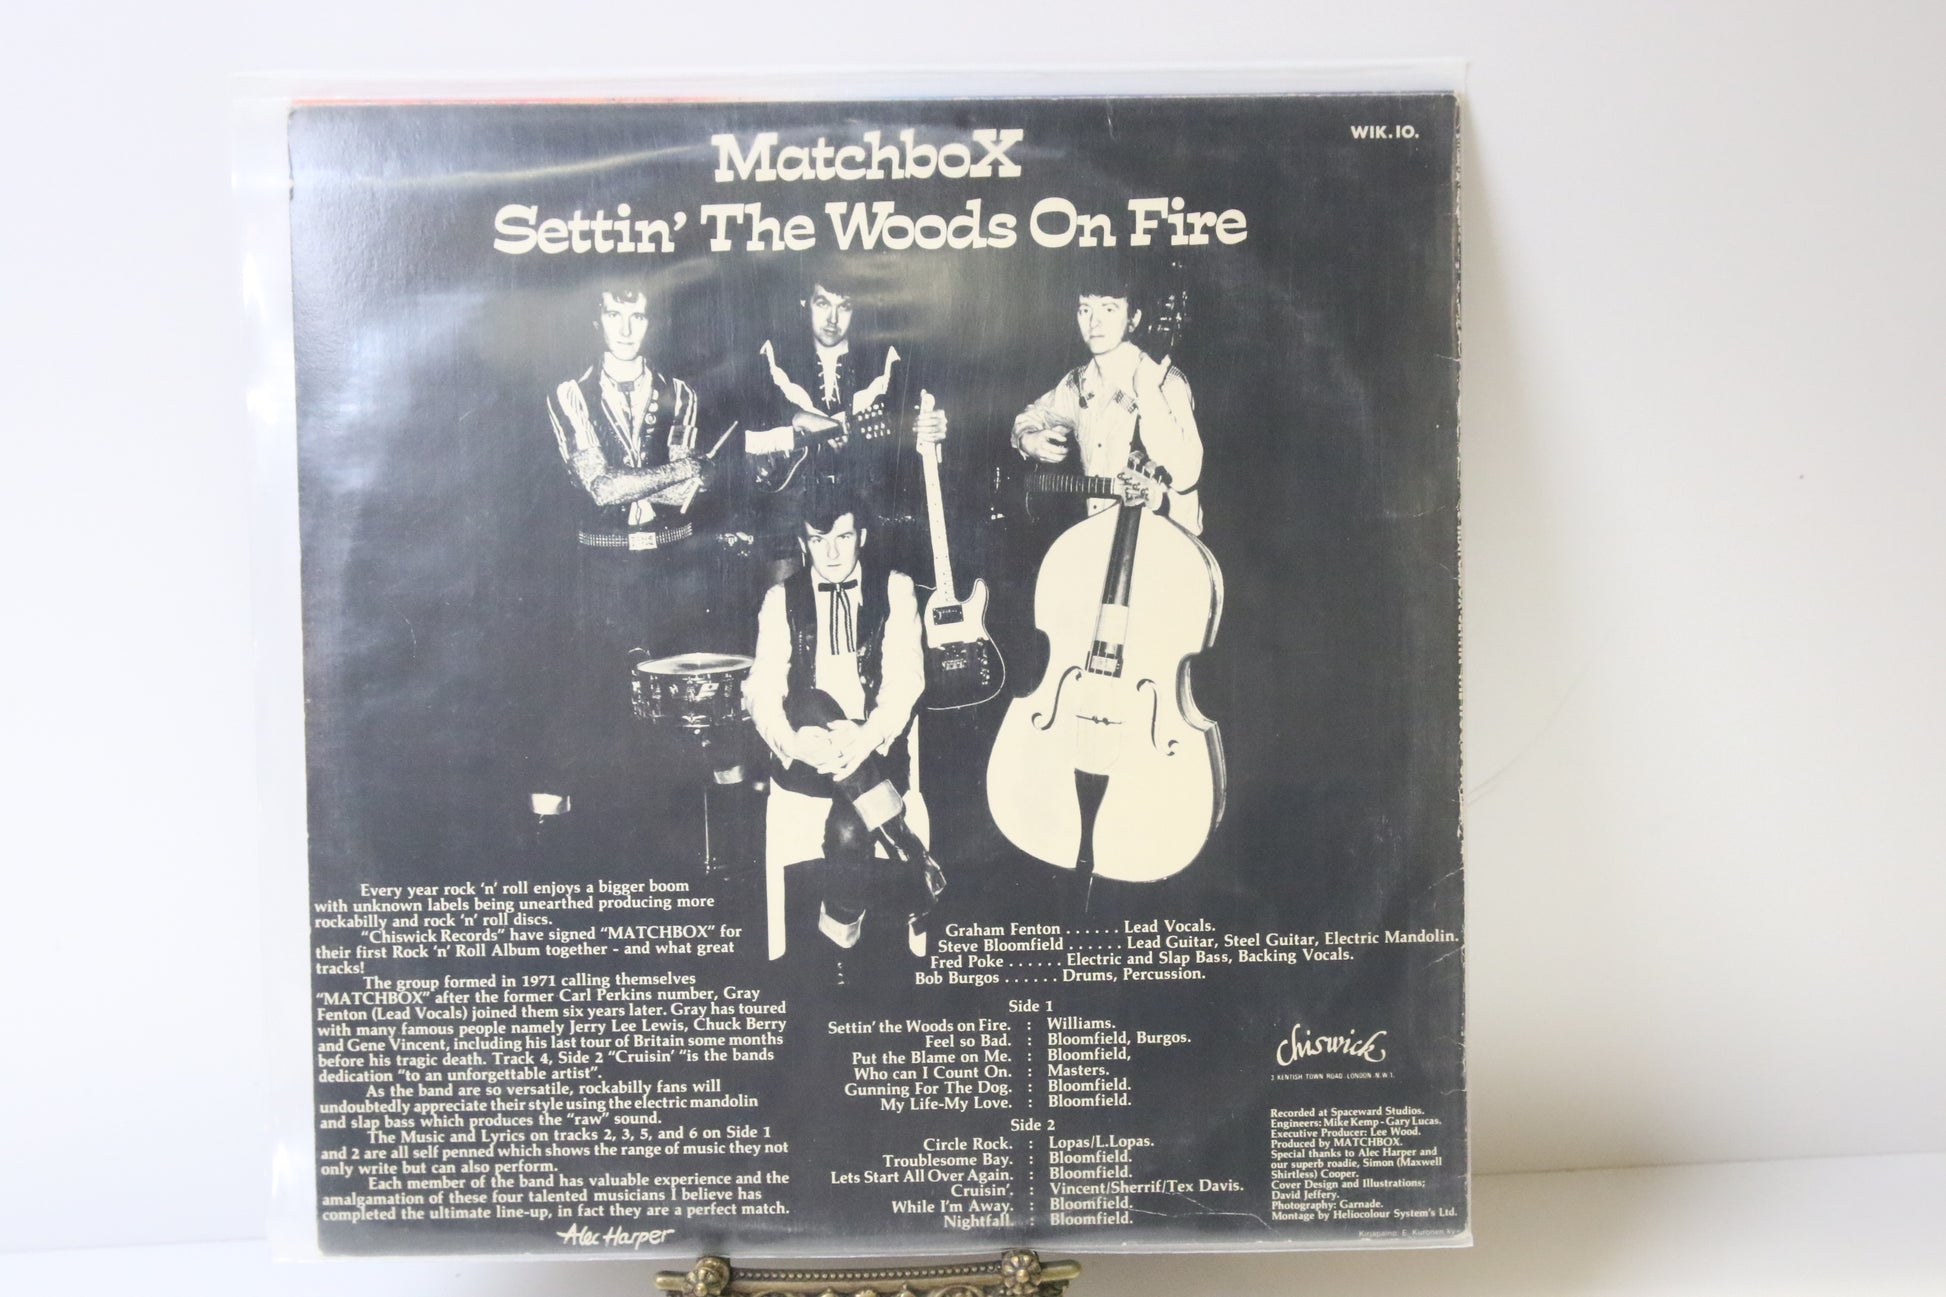 MatchboX
WIK.10.
Settin' The Woods On Fire
Every year rock 'n' roll enjoys a bigger boom
with unknown labels being unearthed producing more
rockabilly and rock 'n' roll discs.
"Chiswick Records" have signed "MATCHBOX" for
their first Rock 'n' Roll Album together - and what great
tracks!
The group formed in 1971 calling themselves
"MATCHBOX" after the former Carl Perkins number, Gray
Fenton (Lead Vocals) joined them six years later. Gray has toured
with many famous people namely Jerry Lee Lewis, Chuck Berry
and Gene Vincent, including his last tour of Britain some months
before his tragic death. Track 4, Side 2 "Cruisin' "is the bands
dedication "to an unforgettable artist".
As the band are so versatile, rockabilly fans will
undoubtedly appreciate their style using the electric mandolin
and slap bass which produces the "raw" sound.
The Music and Lyrics on tracks 2, 3, 5, and 6 on Side 1
and 2 are all self penned which shows the range of music they not
only write but can also perform.
Each member of the band has valuable experience and the
amalgamation of these four talented musicians I believe has
completed the ultimate line-up, in fact they are a perfect match.
Alec Harper
Graham Fenton ...... Lead Vocals.
Steve Bloomfield ...... Lead Guitar, Steel Guitar, Electric Mandolin.
Fred Poke ...... Electric and Slap Bass, Backing Vocals.
Bob Burgos ...... Drums, Percussion.
Side 1
Settin' the Woods on Fire. : Williams.
Feel so Bad. : Bloomfield, Burgos.
Put the Blame on Me. : Bloomfield,
Who can I Count On. : Masters.
Gunning For The Dog. : Bloomfield.
My Life-My Love. : Bloomfield.
Side 2
Circle Rock. : Lopas/L.Lopas.
Troublesome Bay. : Bloomfield.
Lets Start All Over Again. : Bloomfield.
Cruisin'. : Vincent/Sherrif/Tex Davis.
While I'm Away. : Bloomfield.
Nightfall. : Bloomfield.
Chiswick
3 KENTISH TOWN ROAD. LONDON. N.W.1.
Recorded at Spaceward Studios.
Engineers: Mike Kemp - Gary Lucas.
Executive Producer: Lee Wood.
Produced by MATCHBOX.
Special thanks to Alec Harper and
our superb roadie, Simon (Maxwell
Shirtless) Cooper.
Cover Design and Illustrations;
David Jeffery.
Photography: Garnade.
Montage by Heliocolour System's Ltd.
Kirjapaino E. Kuronen ky